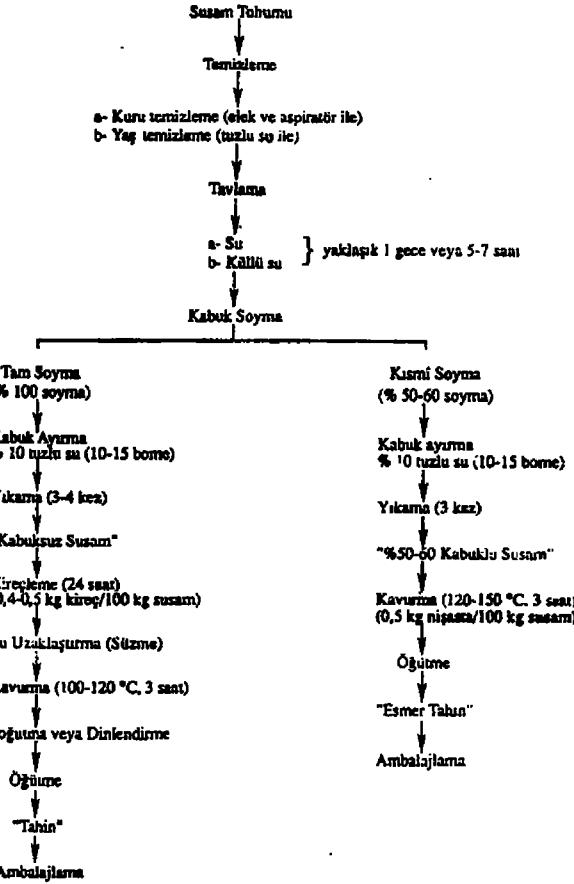 Susam Tohumu
Temizleme
a- Kuru temizleme (elek ve aspiratör ile)
b- Yaş temizleme (tuzlu su ile)
Tavlama
a- Su
b- Küllü su
} yaklaşık 1 gece veya 5-7 saat
Kabuk Soyma
Tam Soyma
% 100 soyma)
Kabuk Ayırma
% 10 tuzlu su (10-15 bome)
Yıkama (3-4 kez)
Kabuksuz Susam"
Kireçleme (24 saat)
0,4-0,5 kg kireç/100 kg susam)
u Uzaklaştırma (Süzme)
Kavurma (100-120 °C, 3 saat)
oğutma veya Dinlendirme
Öğütme
"Tahin"
Ambalajlama
Kısmî Soyma
(% 50-60 soyma)
Kabuk ayırma
% 10 tuzlu su (10-15 bome)
Yıkama (3 kez)
"%50-60 Kabuklu Susam"
Kavurma (120-150 °C, 3 saat)
(0,5 kg nişasta/100 kg susam)
Öğütme
"Esmer Tahin"
Ambalajlama